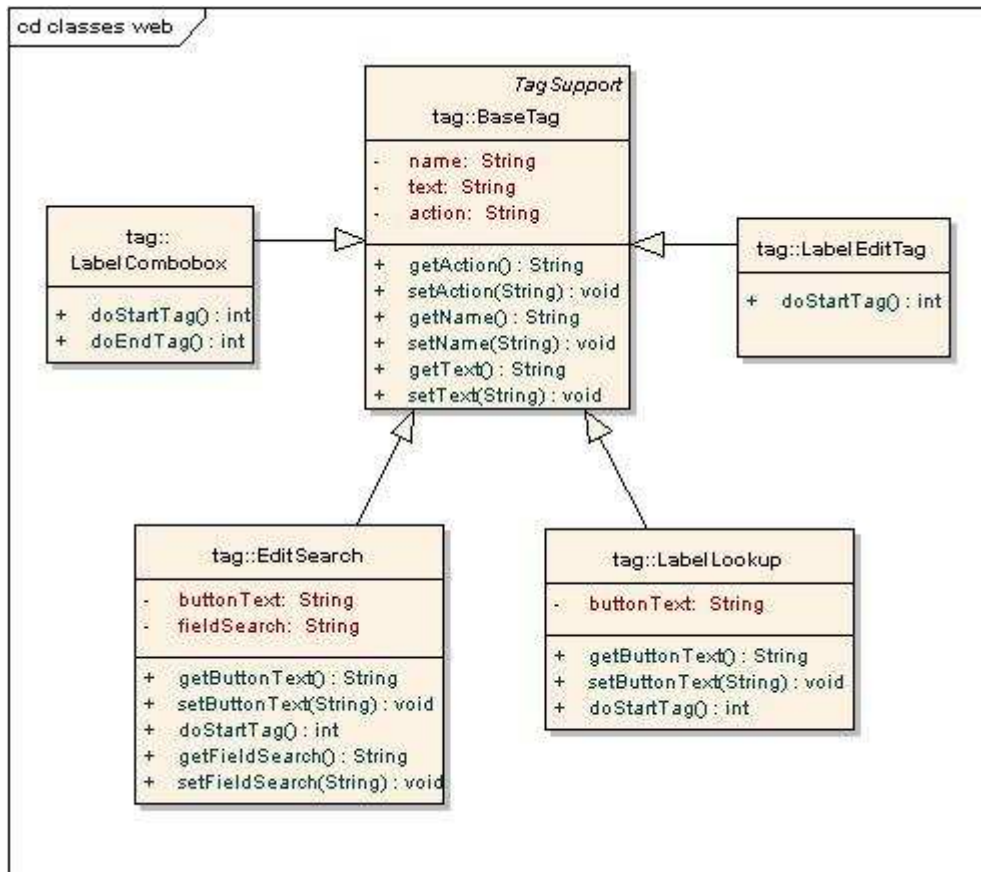 cd classes web
TagSupport
tag::BaseTag
- name: String
- text: String
- action: String
+ getAction() : String
+ setAction(String) : void
+ getName() : String
+ setName(String) : void
+ getText() : String
+ setText(String) : void
tag::
LabelCombobox
+ doStartTag() : int
+ doEndTag() : int
tag::LabelEditTag
+ doStartTag() : int
tag::EditSearch
- buttonText: String
- fieldSearch: String
+ getButtonText() : String
+ setButtonText(String) : void
+ doStartTag() : int
+ getFieldSearch() : String
+ setFieldSearch(String) : void
tag::LabelLookup
- buttonText: String
+ getButtonText() : String
+ setButtonText(String) : void
+ doStartTag() : int